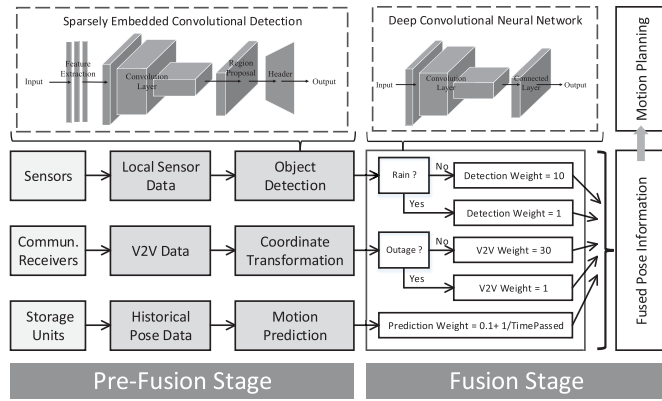 Sparsely Embedded Convolutional Detection
Input
Feature
Extraction
Convolution
Layer
Region
Proposal
Header
Output
Deep Convolutional Neural Network
Input
Convolution
Layer
Connected
Layer
Output
Motion Planning
Sensors
Local Sensor
Data
Object
Detection
Rain ?
No
Detection Weight = 10
Yes
Detection Weight = 1
Commun.
Receivers
V2V Data
Coordinate
Transformation
Outage ?
No
V2V Weight = 30
Yes
V2V Weight = 1
Storage
Units
Historical
Pose Data
Motion
Prediction
Prediction Weight = 0.1+ 1/TimePassed
Fused Pose Information
Pre-Fusion Stage
Fusion Stage